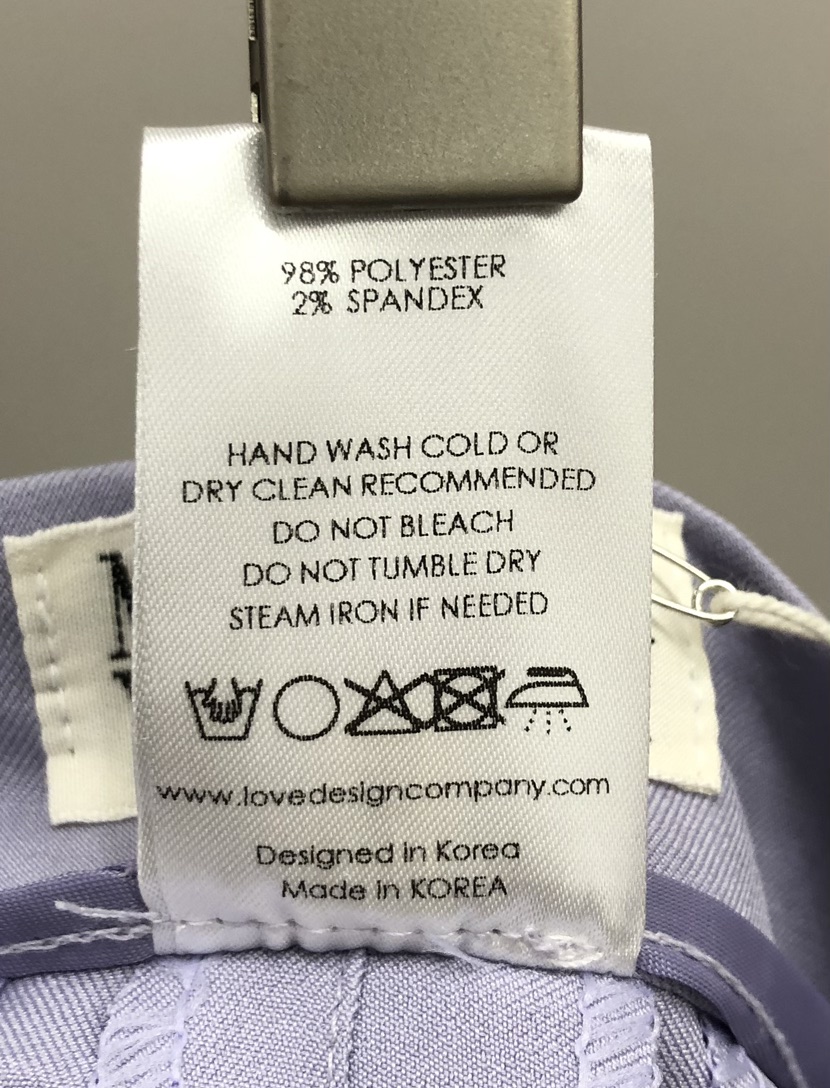 98% POLYESTER
2% SPANDEX
HAND WASH COLD OR
DRY CLEAN RECOMMENDED
DO NOT BLEACH
DO NOT TUMBLE DRY
STEAM IRON IF NEEDED
www.lovedesigncompany.com
Designed in Korea
Made in KOREA